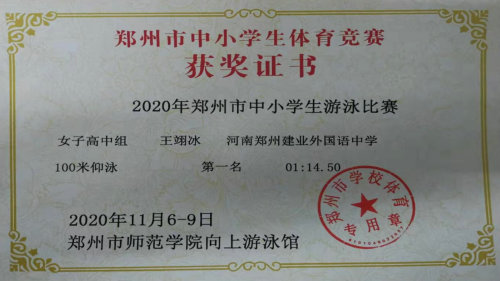 郑州市中小学生体育竞赛
获奖证书
2020年郑州市中小学生游泳比赛
女子高中组 王翊冰 河南郑州建业外国语中学
100米仰泳 第一名 01:14.50
2020年11月6-9日
郑州市师范学院向上游泳馆
郑州市学校体育
专用章